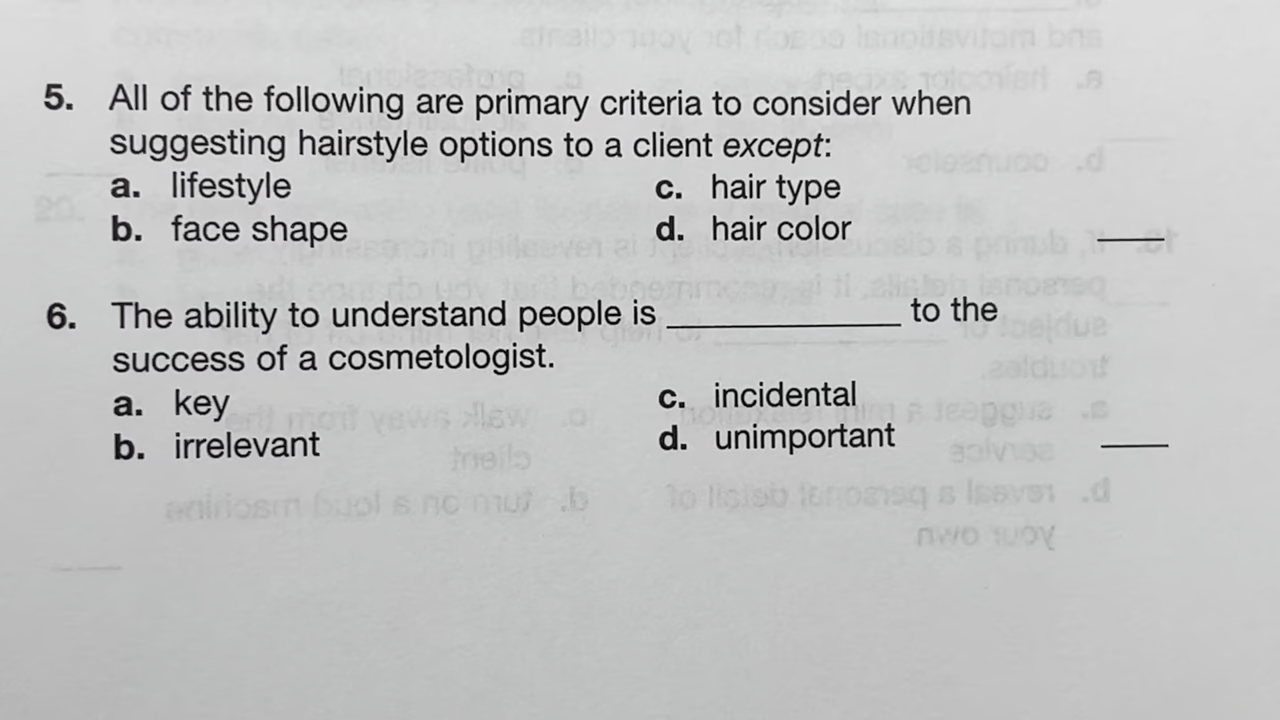 5. All of the following are primary criteria to consider when
suggesting hairstyle options to a client except:
a. lifestyle c. hair type
b. face shape d. hair color ____
6. The ability to understand people is ____________ to the
success of a cosmetologist.
a. key c. incidental
b. irrelevant d. unimportant ____